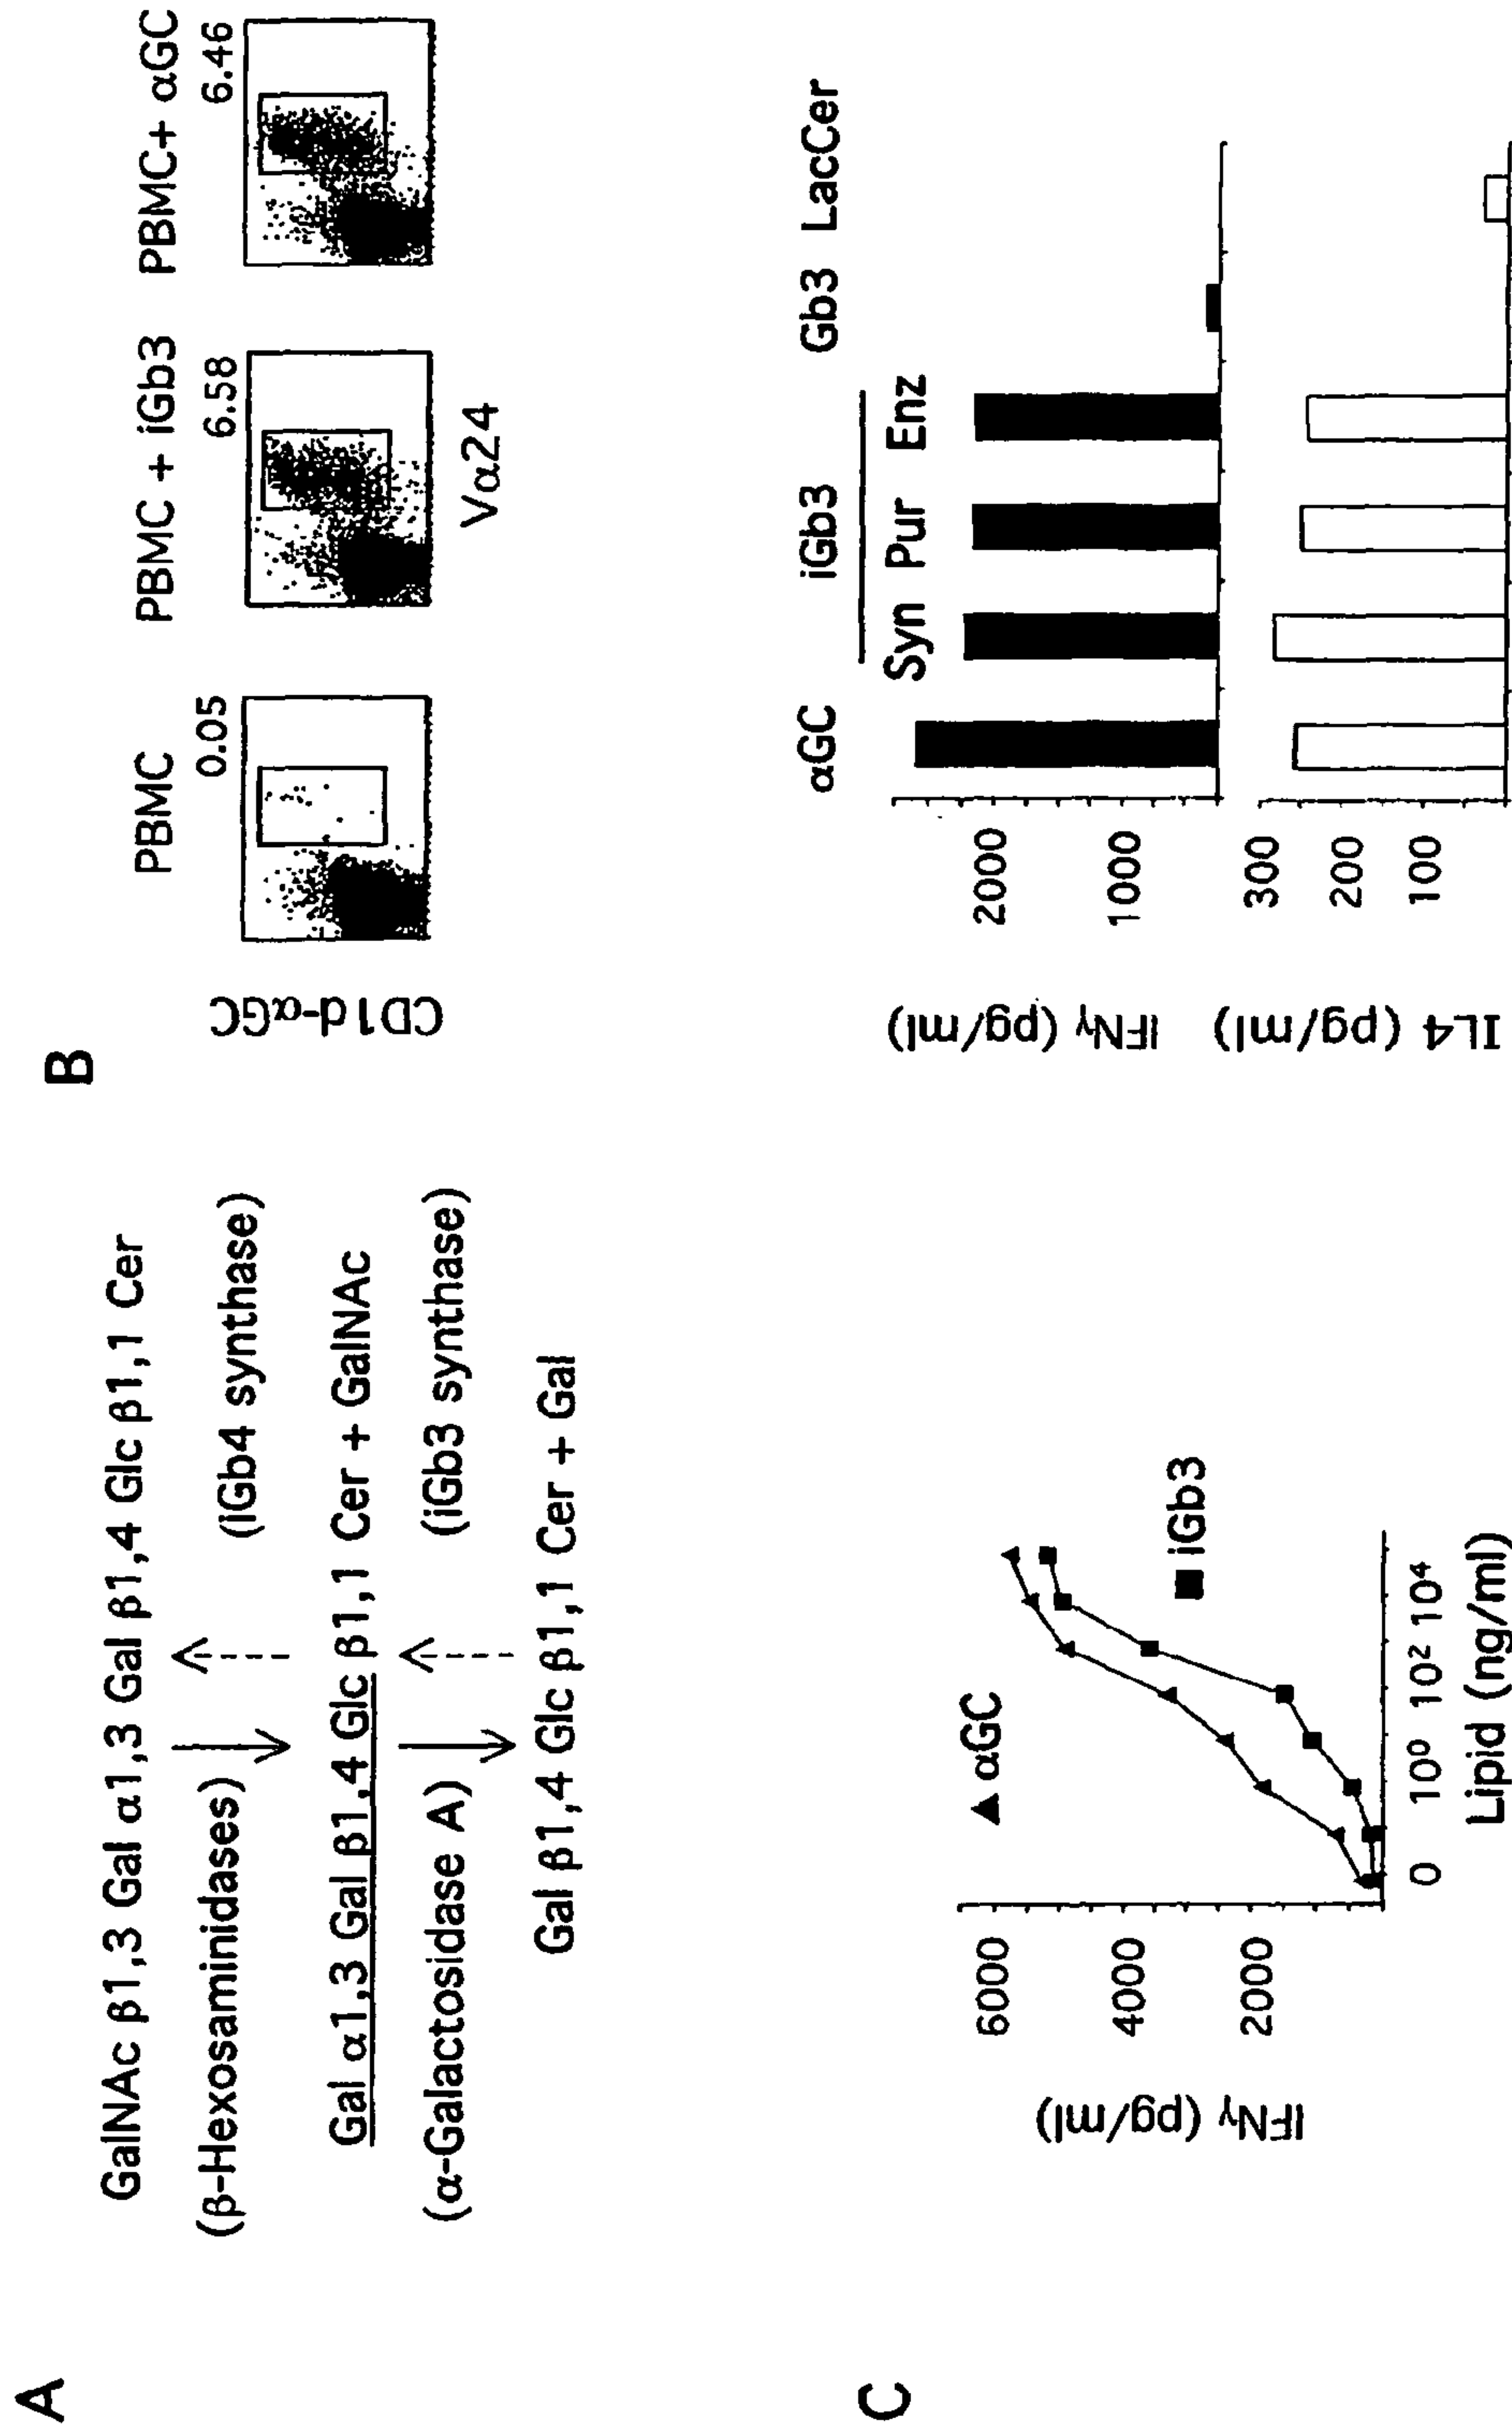 A
GalNAc β1,3 Gal α1,3 Gal β1,4 Glc β1,1 Cer
(β-Hexosaminidases)
(iGb4 synthase)
Gal α1,3 Gal β1,4 Glc β1,1 Cer + GalNAc
(α-Galactosidase A)
(iGb3 synthase)
Gal β1,4 Glc β1,1 Cer + Gal
B
PBMC
PBMC + iGb3
PBMC+ αGC
0.05
6.58
6.46
CD1d-αGC
Vα24
C
αGC
iGb3
6000
4000
2000
IFNγ (pg/ml)
0 10⁰ 10² 10⁴
Lipid (ng/ml)
αGC
iGb3
Gb3
LacCer
Syn Pur Enz
2000
1000
IFNγ (pg/ml)
300
200
100
IL4 (pg/ml)